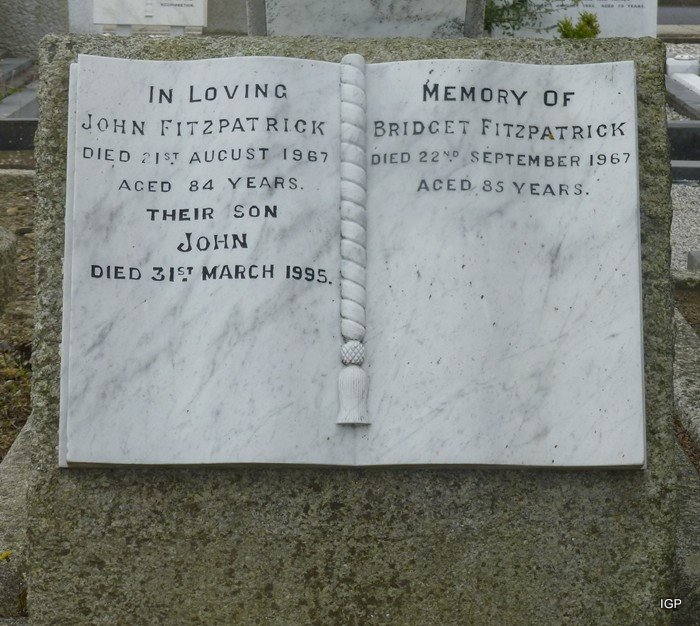 IN LOVING
JOHN FITZPATRICK
DIED 21ST AUGUST 1967
AGED 84 YEARS.
THEIR SON
JOHN
DIED 31ST MARCH 1995.
MEMORY OF
BRIDGET FITZPATRICK
DIED 22ND SEPTEMBER 1967
AGED 85 YEARS.
IGP